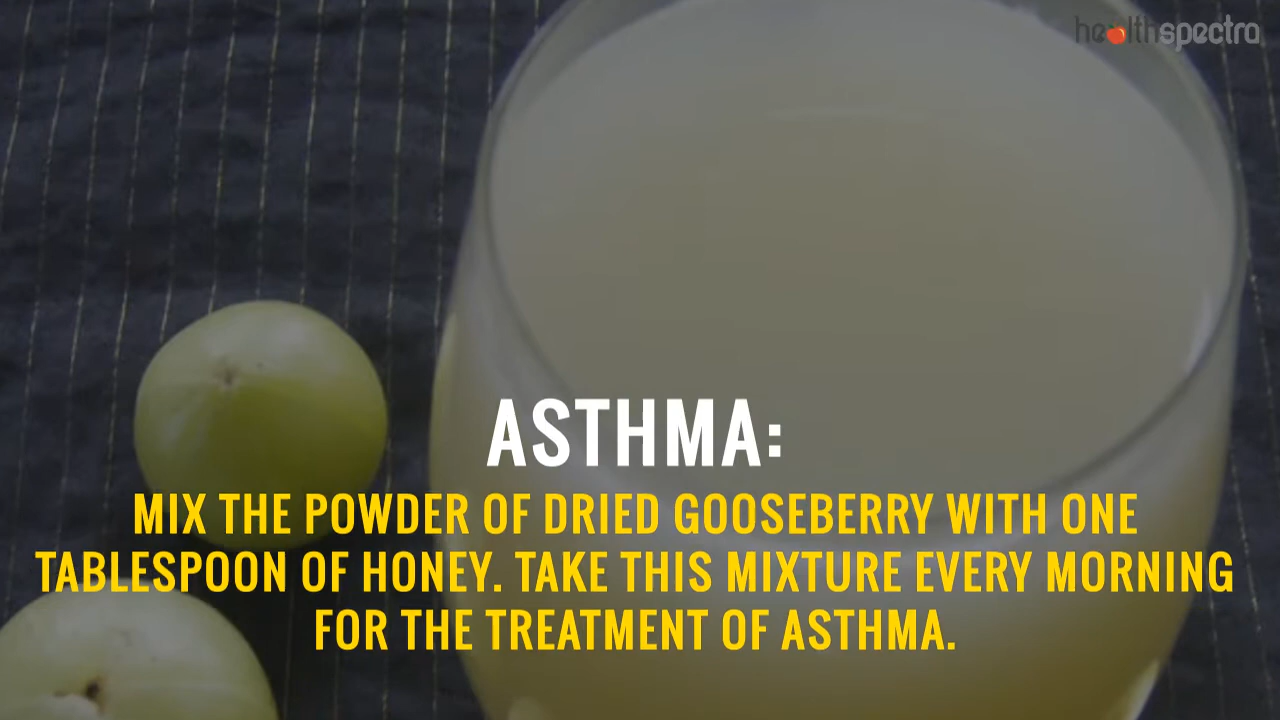 healthspectra
ASTHMA:
MIX THE POWDER OF DRIED GOOSEBERRY WITH ONE
TABLESPOON OF HONEY. TAKE THIS MIXTURE EVERY MORNING
FOR THE TREATMENT OF ASTHMA.